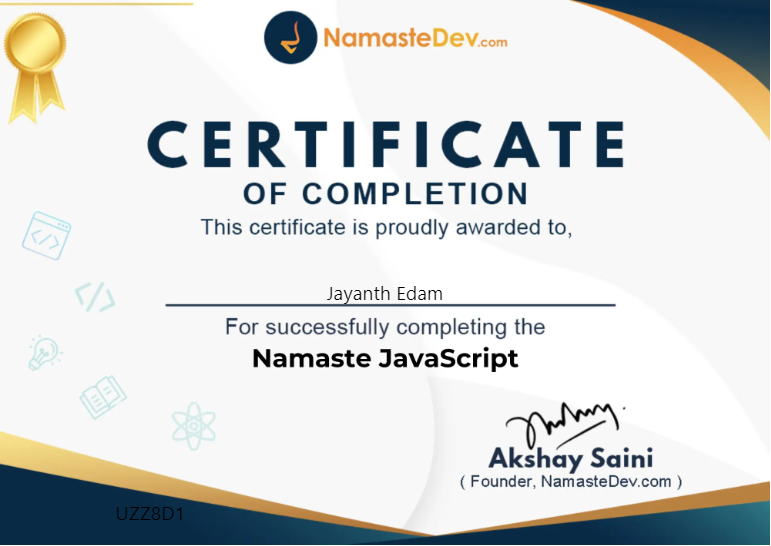 NamasteDev.com
CERTIFICATE
OF COMPLETION
This certificate is proudly awarded to,
Jayanth Edam
For successfully completing the
Namaste JavaScript
Akshay Saini
( Founder, NamasteDev.com )
UZZ8D1